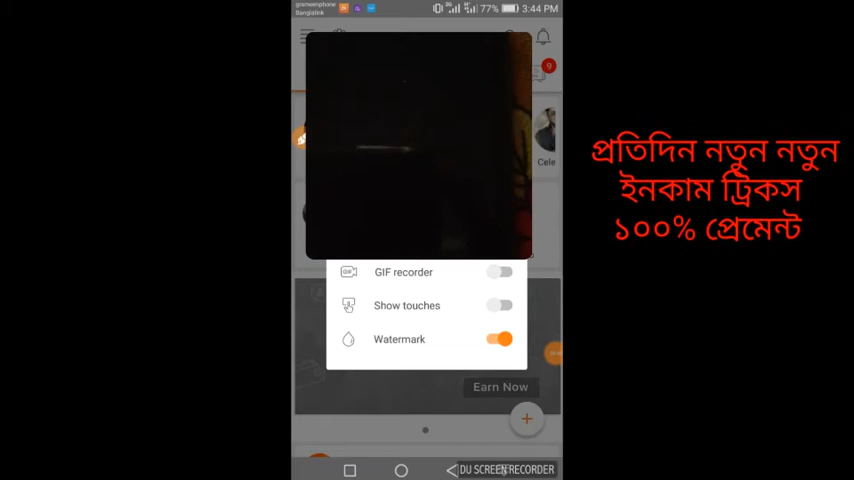 grameenphone
Banglalink
77%
3:44 PM
9
Cele
প্রতিদিন নতুন নতুন
ইনকাম ট্রিকস
১০০% প্রেমেন্ট
GIF recorder
Show touches
Watermark
Earn Now
DU SCREEN RECORDER